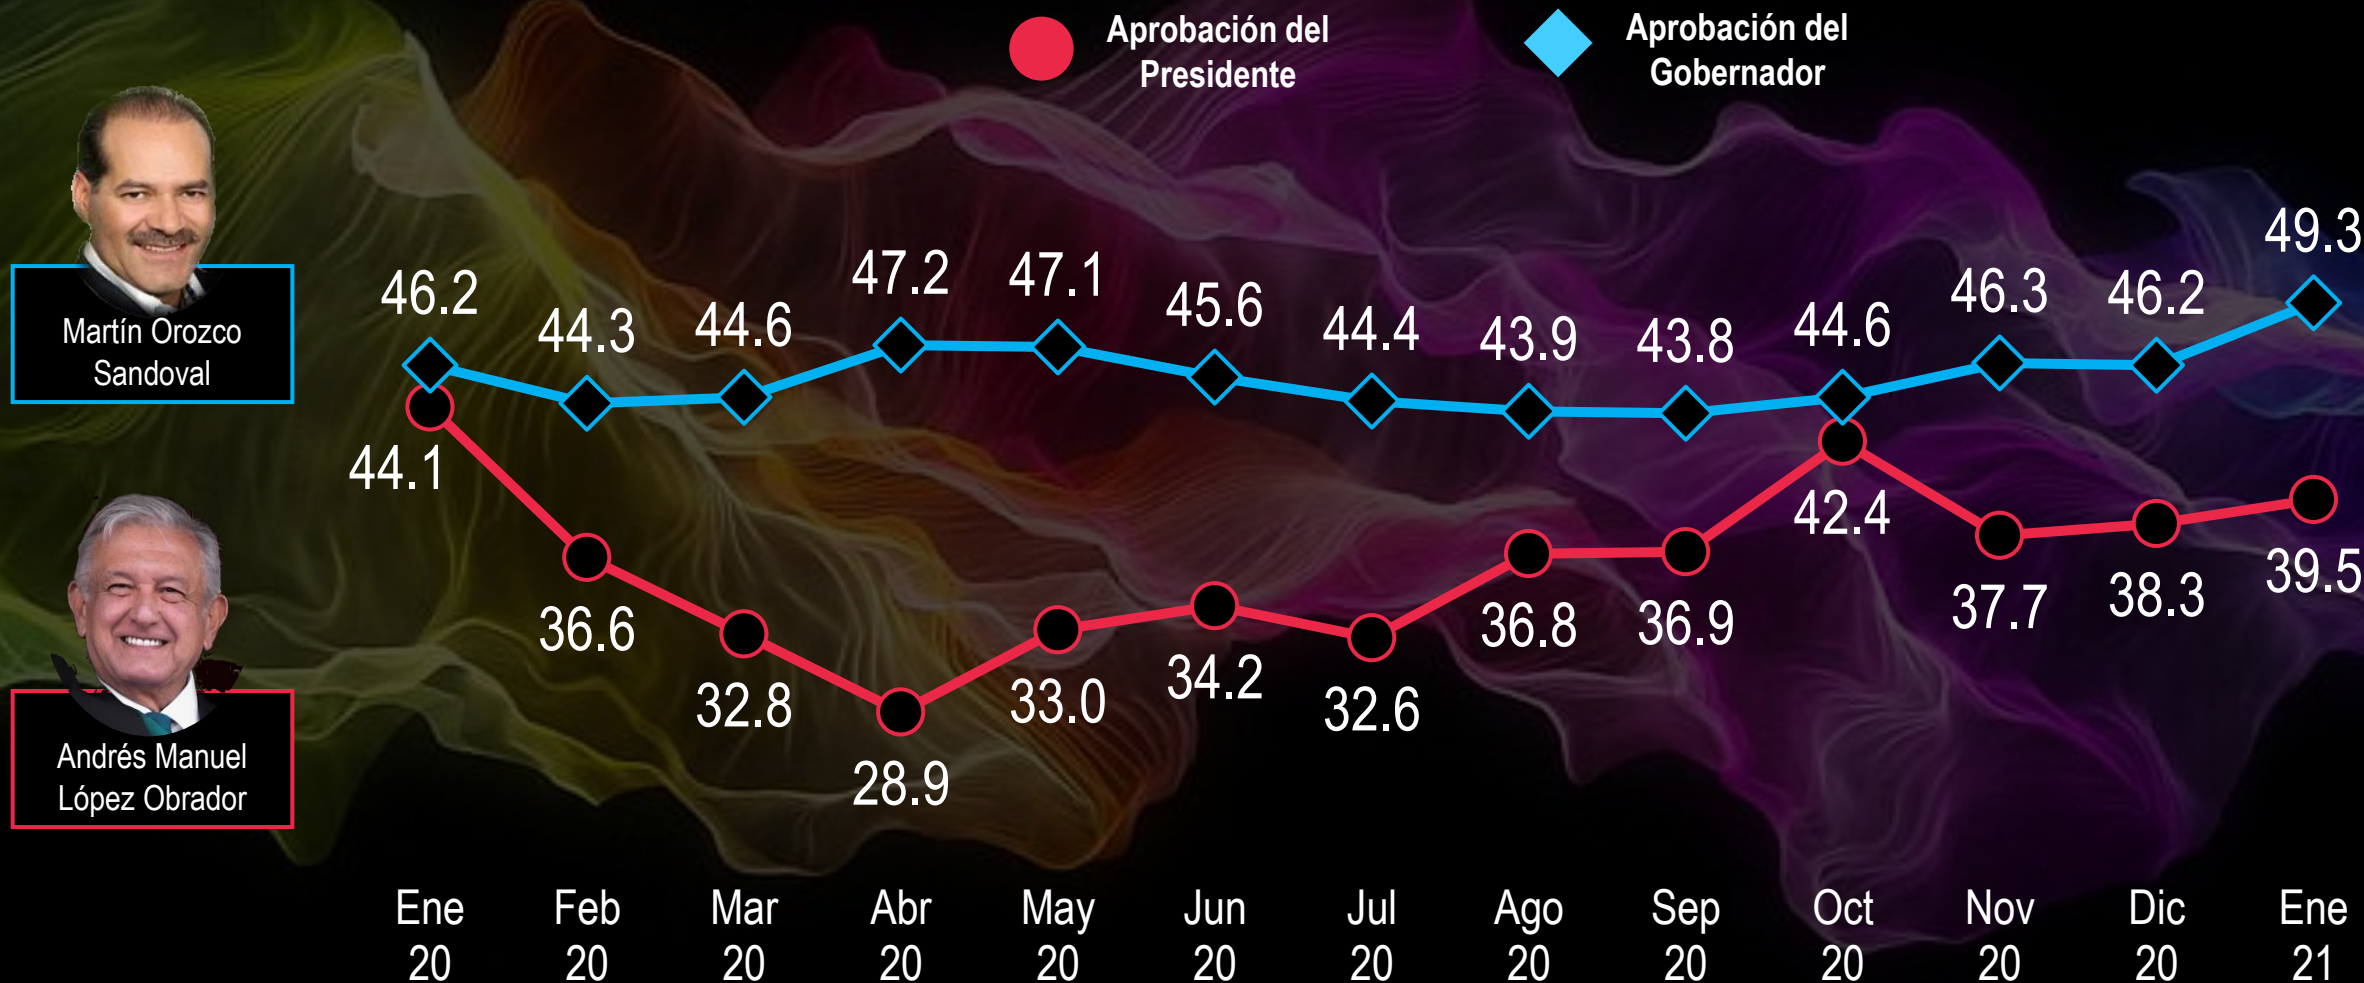 Aprobación del
Presidente
Aprobación del
Gobernador
Martín Orozco
Sandoval
Andrés Manuel
López Obrador
46.2
44.3
44.6
47.2
47.1
45.6
44.4
43.9
43.8
44.6
46.3
46.2
49.3
44.1
36.6
32.8
28.9
33.0
34.2
32.6
36.8
36.9
42.4
37.7
38.3
39.5
Ene Feb Mar Abr May Jun Jul Ago Sep Oct Nov Dic Ene
20 20 20 20 20 20 20 20 20 20 20 20 21